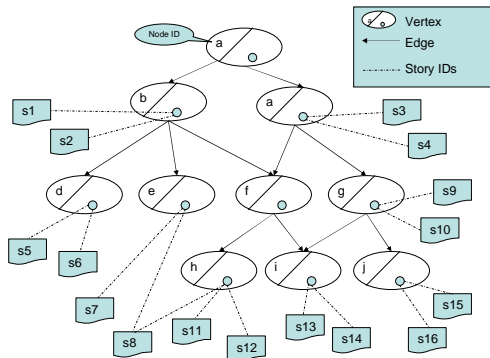 Node ID
a
a
Vertex
Edge
Story IDs
b
a
s1
s2
s3
s4
d
e
f
g
s9
s10
s5
s6
h
i
j
s7
s8
s11
s12
s13
s14
s15
s16